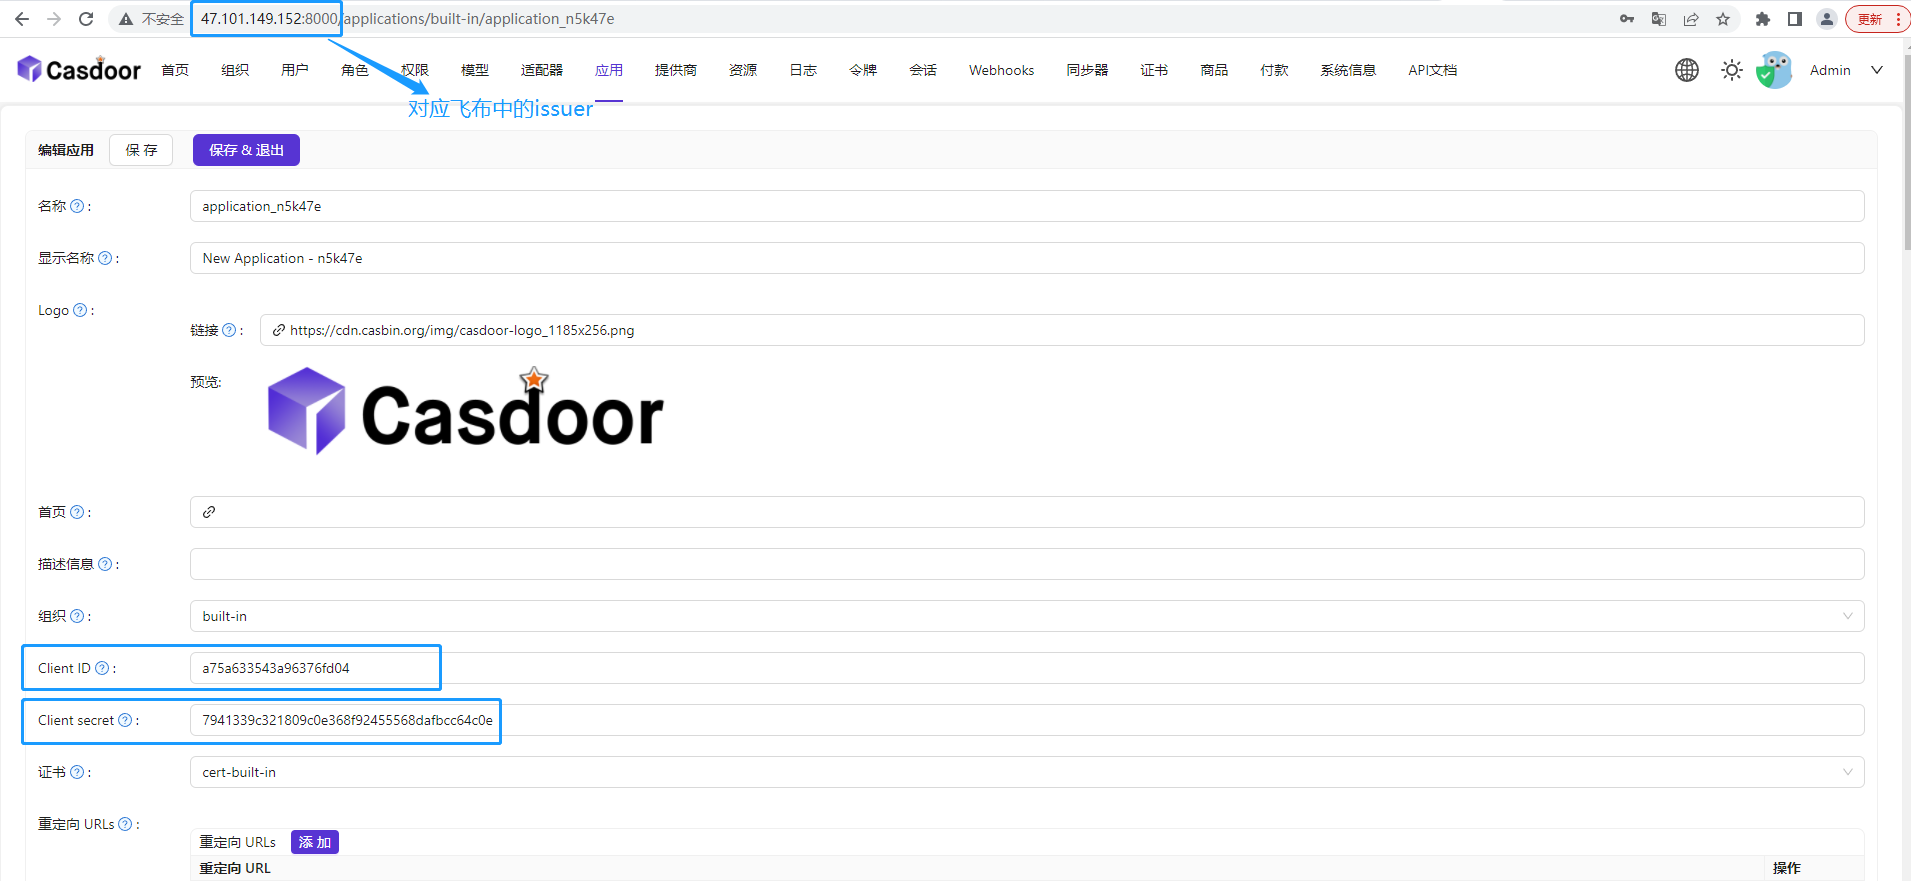 不安全 47.101.149.152:8000/applications/built-in/application_n5k47e 更新
Casdoor 首页 组织 用户 角色 权限 模型 适配器 应用 提供商 资源 日志 令牌 会话 Webhooks 同步器 证书 商品 付款 系统信息 API文档 Admin
对应飞布中的issuer
编辑应用 保 存 保存 & 退出
名称 ? : application_n5k47e
显示名称 ? : New Application - n5k47e
Logo ? :
链接 ? : https://cdn.casbin.org/img/casdoor-logo_1185x256.png
预览: Casdoor
首页 ? :
描述信息 ? :
组织 ? : built-in
Client ID ? : a75a633543a96376fd04
Client secret ? : 7941339c321809c0e368f92455568dafbcc64c0e
证书 ? : cert-built-in
重定向 URLs ? :
重定向 URLs 添 加
重定向 URL 操作